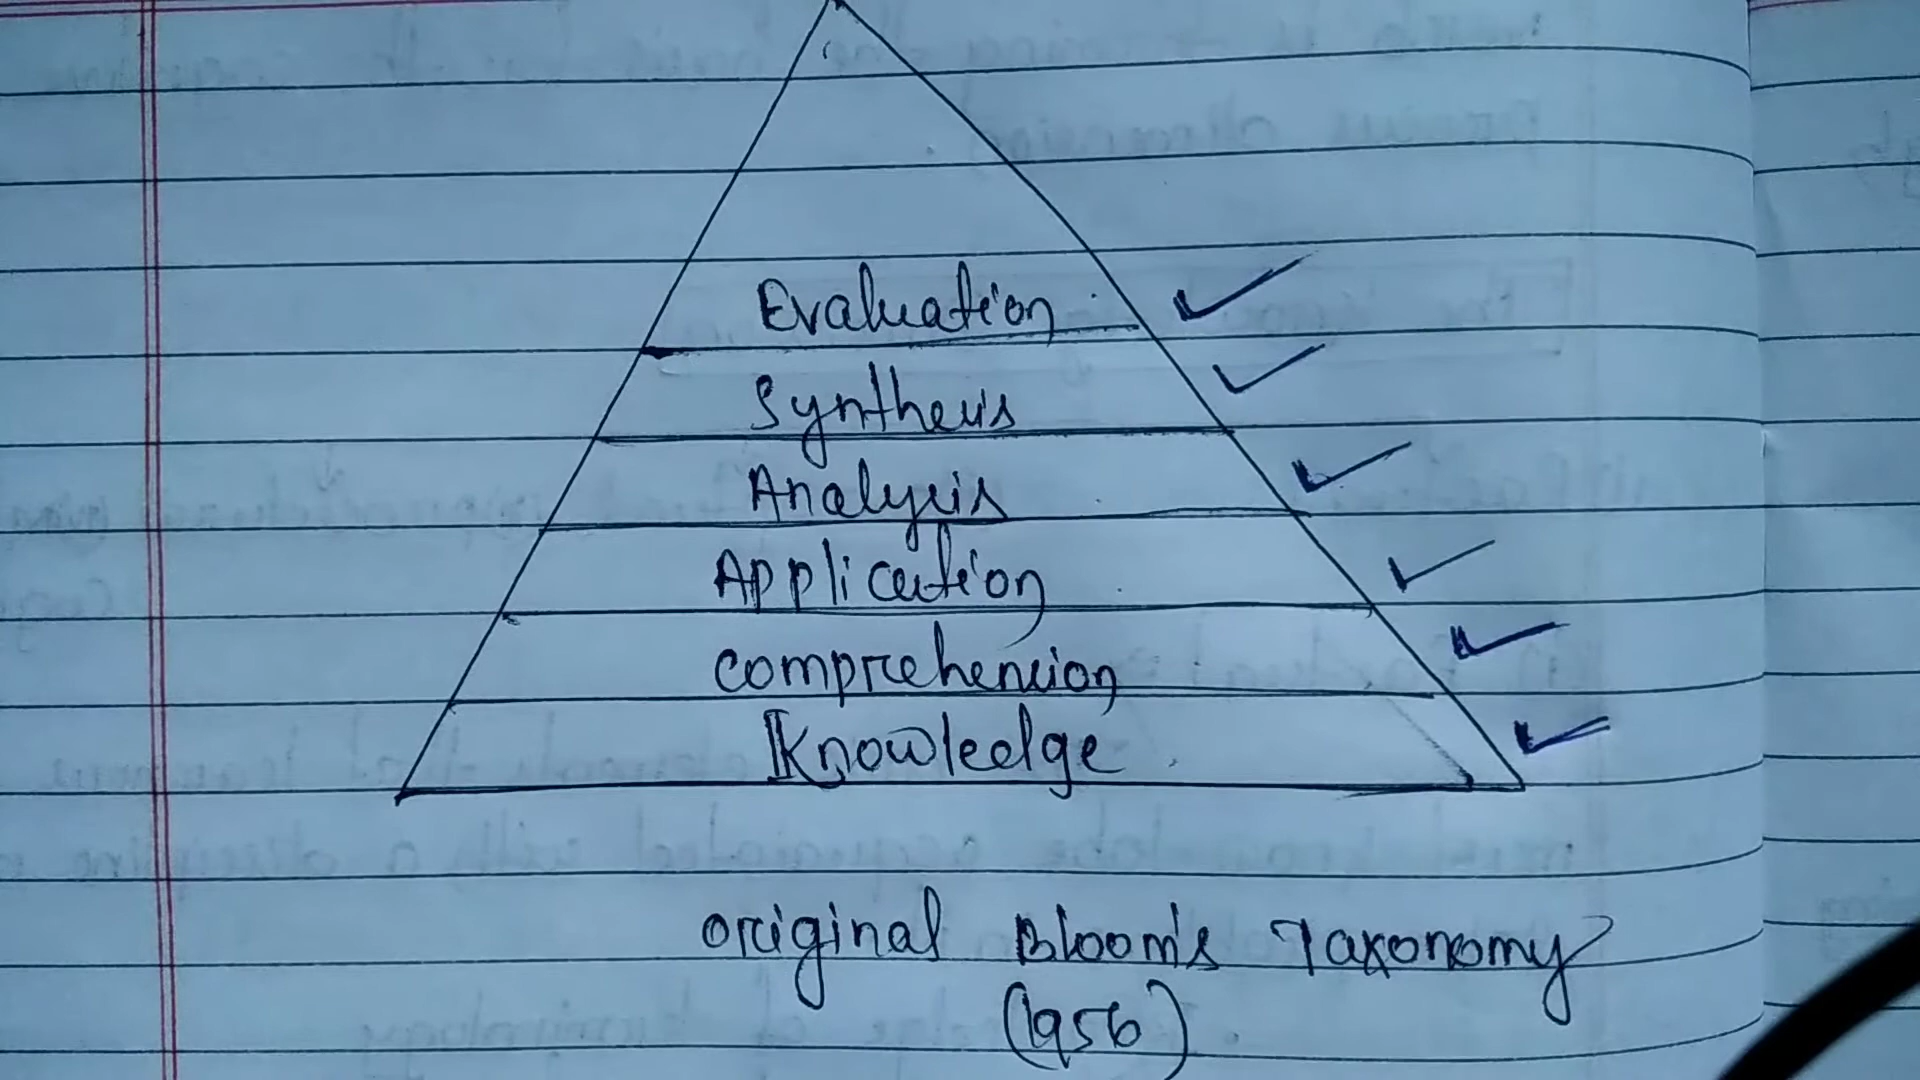 Evaluation
Synthesis
Analysis
Application
comprehension
Knowledge
original Bloom's Taxonomy
(1956)